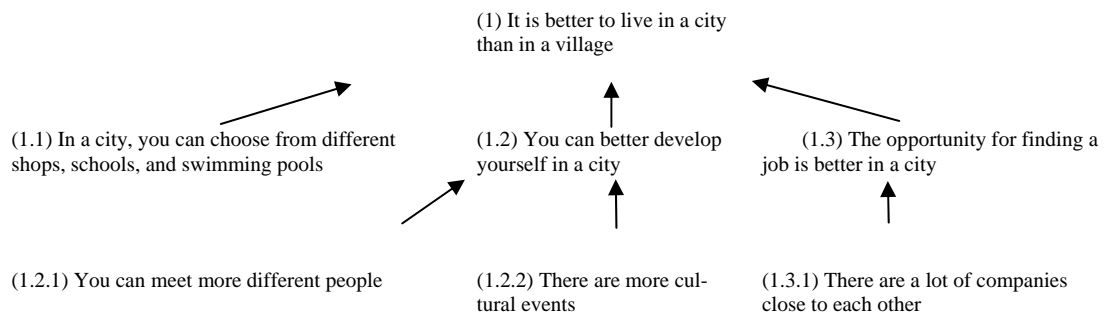 (1) It is better to live in a city
than in a village
(1.1) In a city, you can choose from different
shops, schools, and swimming pools
(1.2) You can better develop
yourself in a city
(1.3) The opportunity for finding a
job is better in a city
(1.2.1) You can meet more different people
(1.2.2) There are more cul-
tural events
(1.3.1) There are a lot of companies
close to each other